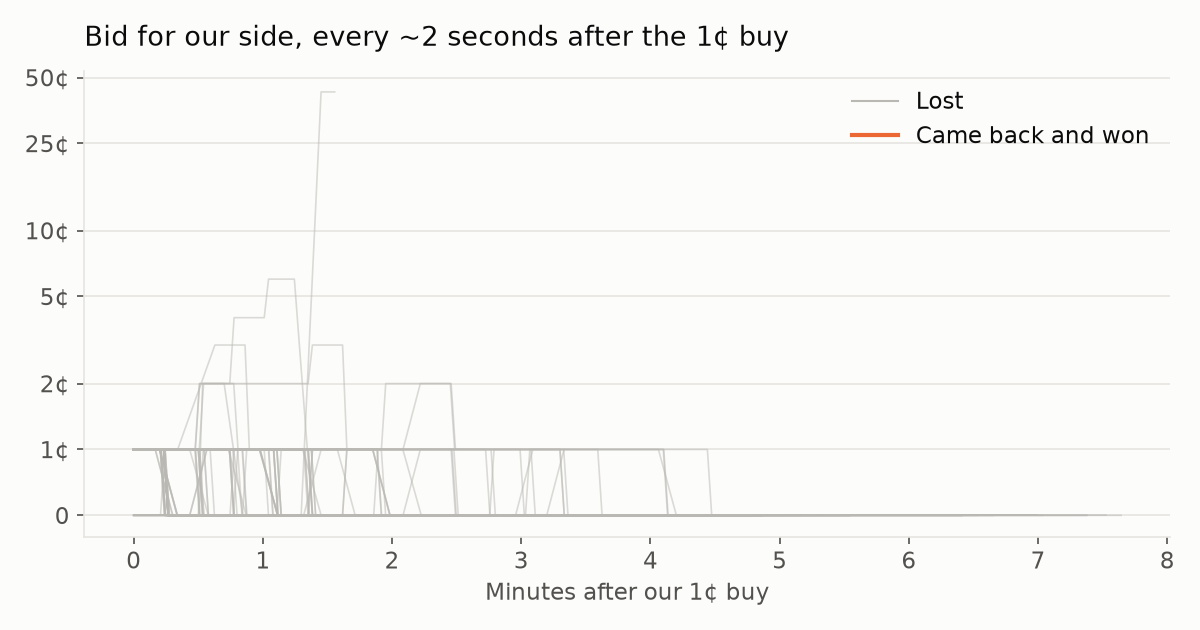 Bid for our side, every ~2 seconds after the 1¢ buy
50¢
25¢
10¢
5¢
2¢
1¢
0
Lost
Came back and won
0 1 2 3 4 5 6 7 8
Minutes after our 1¢ buy